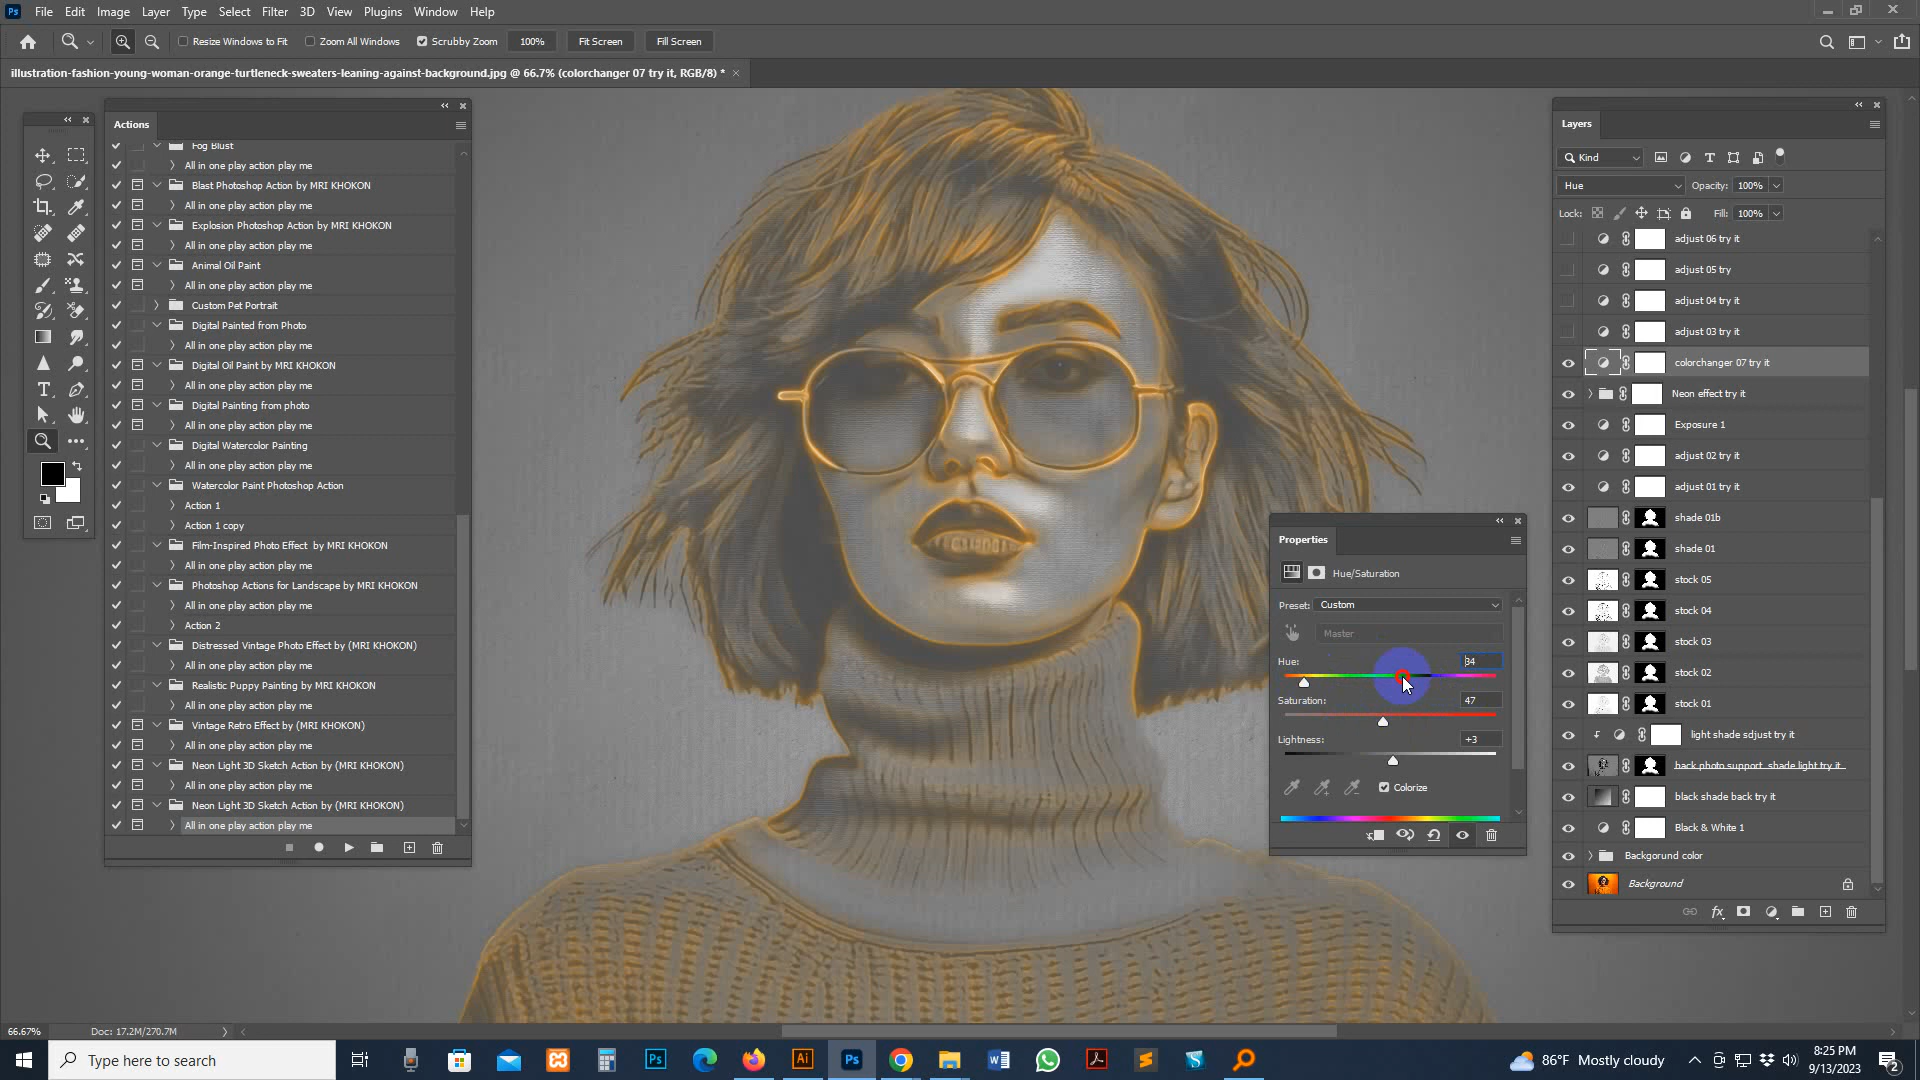 Ps File Edit Image Layer Type Select Filter 3D View Plugins Window Help
Resize Windows to Fit Zoom All Windows Scrubby Zoom 100% Fit Screen Fill Screen
illustration-fashion-young-woman-orange-turtleneck-sweaters-leaning-against-background.jpg @ 66.7% (colorchanger 07 try it, RGB/8) *
Actions
Fog Blust
All in one play action play me
Blast Photoshop Action by MRI KHOKON
All in one play action play me
Explosion Photoshop Action by MRI KHOKON
All in one play action play me
Animal Oil Paint
All in one play action play me
Custom Pet Portrait
Digital Painted from Photo
All in one play action play me
Digital Oil Paint by MRI KHOKON
All in one play action play me
Digital Painting from photo
All in one play action play me
Digital Watercolor Painting
All in one play action play me
Watercolor Paint Photoshop Action
Action 1
Action 1 copy
Film-Inspired Photo Effect by MRI KHOKON
All in one play action play me
Photoshop Actions for Landscape by MRI KHOKON
All in one play action play me
Action 2
Distressed Vintage Photo Effect by (MRI KHOKON)
All in one play action play me
Realistic Puppy Painting by MRI KHOKON
All in one play action play me
Vintage Retro Effect by (MRI KHOKON)
All in one play action play me
Neon Light 3D Sketch Action by (MRI KHOKON)
All in one play action play me
Neon Light 3D Sketch Action by (MRI KHOKON)
All in one play action play me
Properties
Hue/Saturation
Preset: Custom
Master
Hue: 34
Saturation: 47
Lightness: +3
Colorize
Layers
Kind
Hue Opacity: 100%
Lock: Fill: 100%
adjust 06 try it
adjust 05 try
adjust 04 try it
adjust 03 try it
colorchanger 07 try it
Neon effect try it
Exposure 1
adjust 02 try it
adjust 01 try it
shade 01b
shade 01
stock 05
stock 04
stock 03
stock 02
stock 01
light shade sdjust try it
back photo support shade light try it
black shade back try it
Black & White 1
Backgorund color
Background
fx
66.67% Doc: 17.2M/270.7M
Type here to search
Ps Ai Ps
86°F Mostly cloudy
8:25 PM
9/13/2023
2